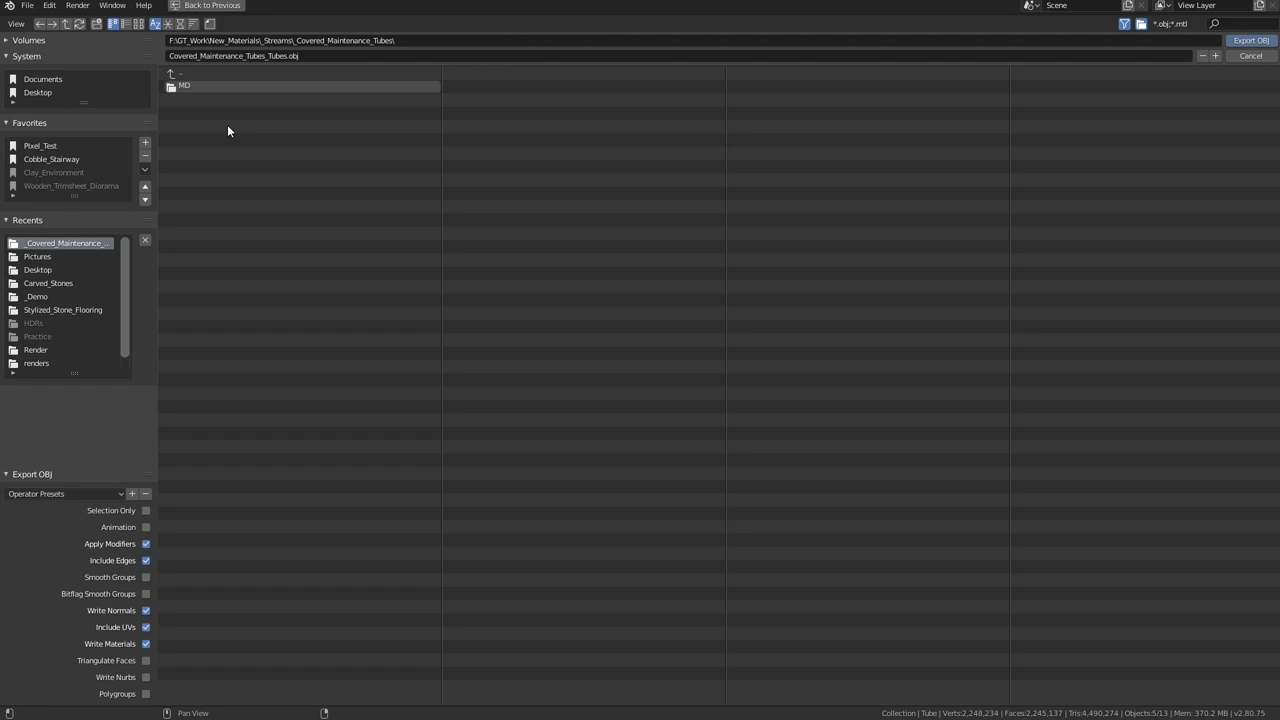 File Edit Render Window Help Back to Previous Scene View Layer
View *.obj;*.mtl
Volumes F:\GT_Work\New_Materials\_Streams\_Covered_Maintenance_Tubes\ Export OBJ
System Covered_Maintenance_Tubes_Tubes.obj Cancel
..
Documents MD
Desktop
Favorites
PIxel_Test
Cobble_Stairway
Clay_Environment
Wooden_Trimsheet_Diorama
Recents
_Covered_Maintenance_...
Pictures
Desktop
Carved_Stones
_Demo
Stylized_Stone_Flooring
HDRs
Practice
Render
renders
Export OBJ
Operator Presets
Selection Only
Animation
Apply Modifiers
Include Edges
Smooth Groups
Bitflag Smooth Groups
Write Normals
Include UVs
Write Materials
Triangulate Faces
Write Nurbs
Polygroups
Pan View Collection | Tube | Verts:2,248,234 | Faces:2,245,137 | Tris:4,490,274 | Objects:5/13 | Mem: 370.2 MB | v2.80.75